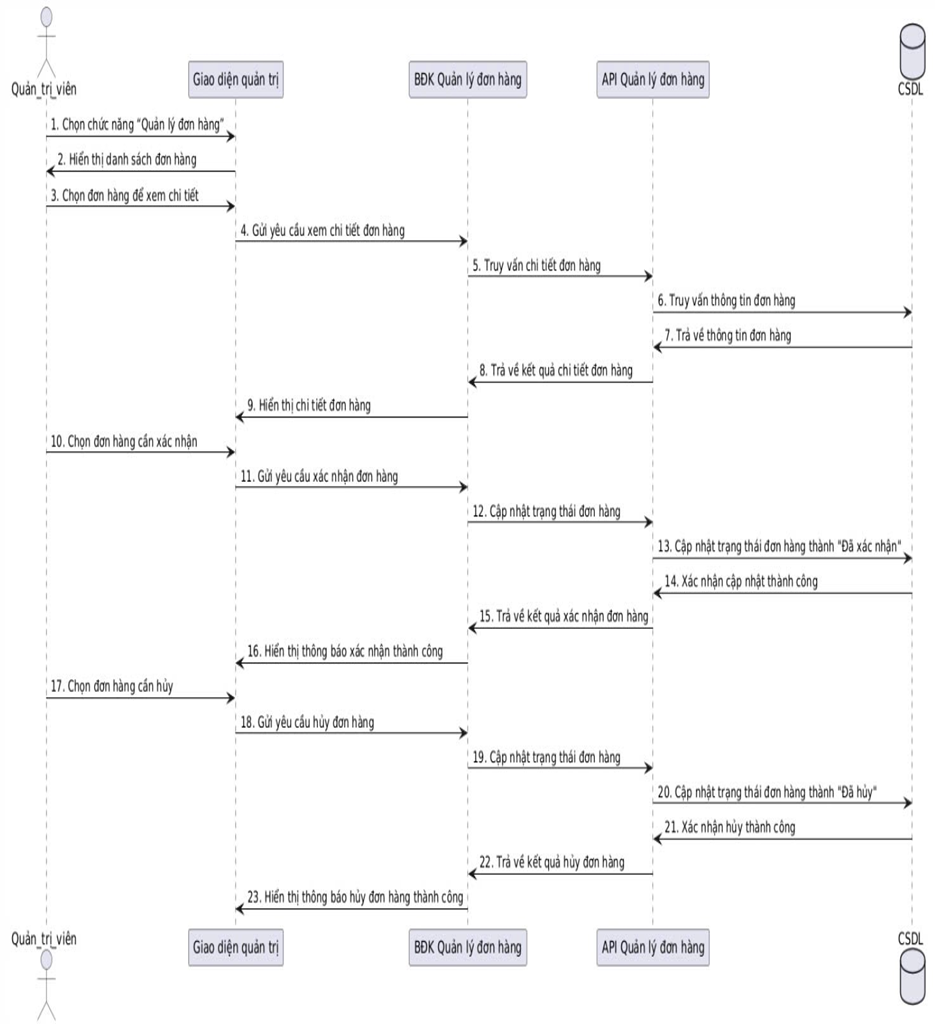 Quản_trị_viên
Giao diện quản trị
BĐK Quản lý đơn hàng
API Quản lý đơn hàng
CSDL
1. Chọn chức năng "Quản lý đơn hàng"
2. Hiển thị danh sách đơn hàng
3. Chọn đơn hàng để xem chi tiết
4. Gửi yêu cầu xem chi tiết đơn hàng
5. Truy vấn chi tiết đơn hàng
6. Truy vấn thông tin đơn hàng
7. Trả về thông tin đơn hàng
8. Trả về kết quả chi tiết đơn hàng
9. Hiển thị chi tiết đơn hàng
10. Chọn đơn hàng cần xác nhận
11. Gửi yêu cầu xác nhận đơn hàng
12. Cập nhật trạng thái đơn hàng
13. Cập nhật trạng thái đơn hàng thành "Đã xác nhận"
14. Xác nhận cập nhật thành công
15. Trả về kết quả xác nhận đơn hàng
16. Hiển thị thông báo xác nhận thành công
17. Chọn đơn hàng cần hủy
18. Gửi yêu cầu hủy đơn hàng
19. Cập nhật trạng thái đơn hàng
20. Cập nhật trạng thái đơn hàng thành "Đã hủy"
21. Xác nhận hủy thành công
22. Trả về kết quả hủy đơn hàng
23. Hiển thị thông báo hủy đơn hàng thành công
Quản_trị_viên
Giao diện quản trị
BĐK Quản lý đơn hàng
API Quản lý đơn hàng
CSDL